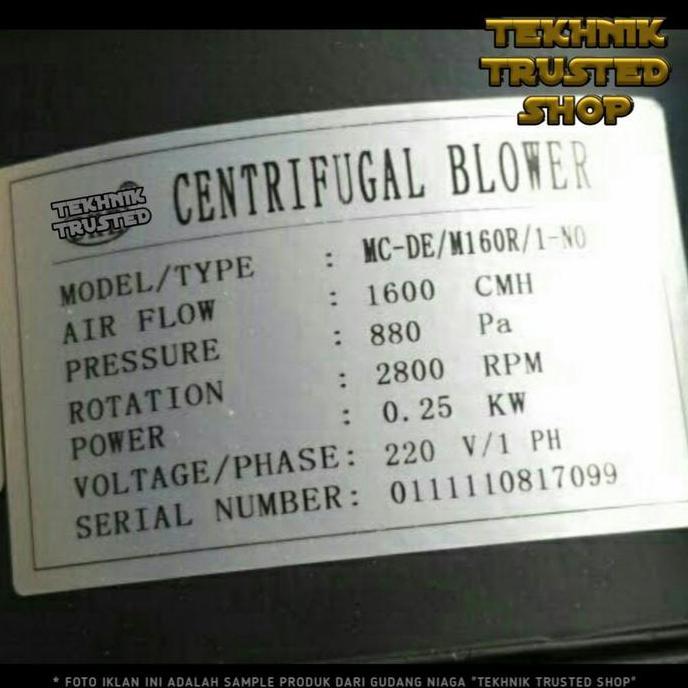 TEKHNIK
TRUSTED
SHOP
TEKHNIK
TRUSTED
CENTRIFUGAL BLOWER
MODEL/TYPE : MC-DE/M160R/1-NO
AIR FLOW : 1600 CMH
PRESSURE : 880 Pa
ROTATION : 2800 RPM
POWER : 0.25 KW
VOLTAGE/PHASE: 220 V/1 PH
SERIAL NUMBER: 0111110817099
* FOTO IKLAN INI ADALAH SAMPLE PRODUK DARI GUDANG NIAGA "TEKHNIK TRUSTED SHOP"